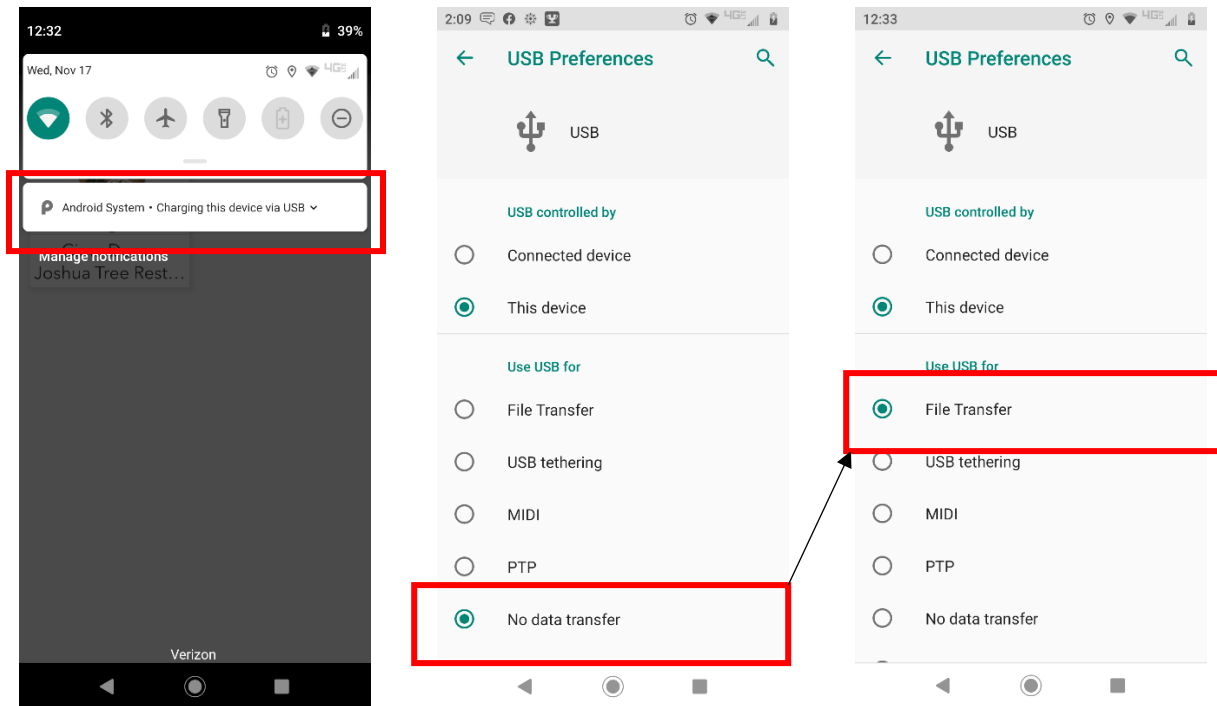 12:32
39%
Wed, Nov 17
4GE
Android System • Charging this device via USB
Manage notifications
Joshua Tree Rest...
Verizon
2:09
4GE
USB Preferences
USB
USB controlled by
Connected device
This device
Use USB for
File Transfer
USB tethering
MIDI
PTP
No data transfer
12:33
4GE
USB Preferences
USB
USB controlled by
Connected device
This device
Use USB for
File Transfer
USB tethering
MIDI
PTP
No data transfer